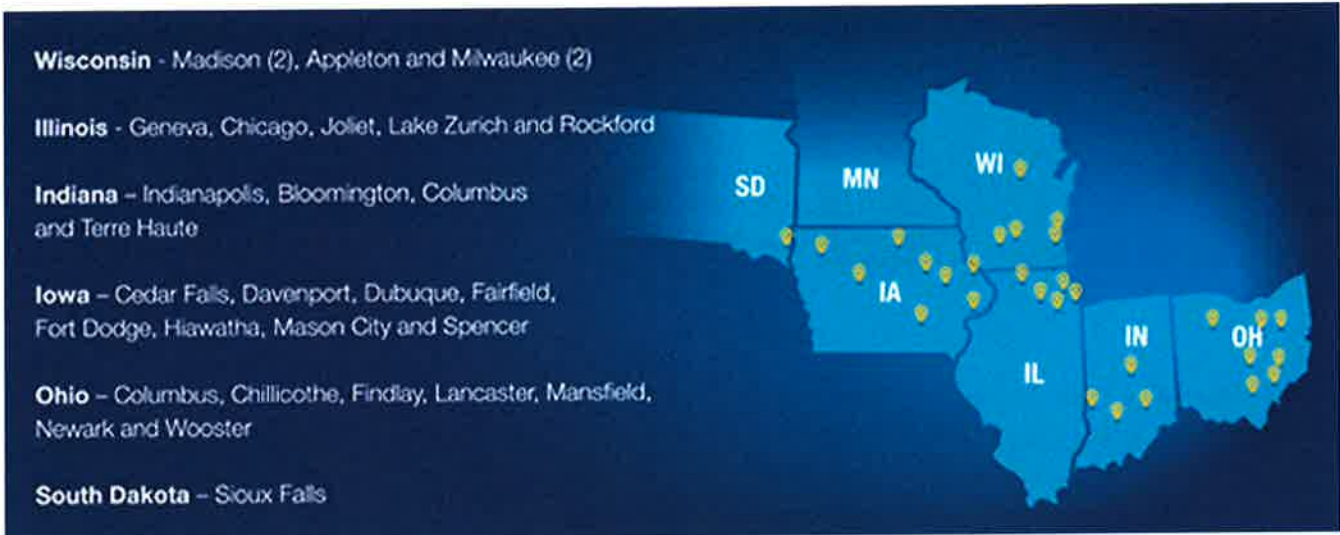 Wisconsin - Madison (2), Appleton and Milwaukee (2)
Illinois - Geneva, Chicago, Joliet, Lake Zurich and Rockford
Indiana – Indianapolis, Bloomington, Columbus
and Terre Haute
Iowa – Cedar Falls, Davenport, Dubuque, Fairfield,
Fort Dodge, Hiawatha, Mason City and Spencer
Ohio – Columbus, Chillicothe, Findlay, Lancaster, Mansfield,
Newark and Wooster
South Dakota – Sioux Falls
SD
MN
WI
IA
IL
IN
OH